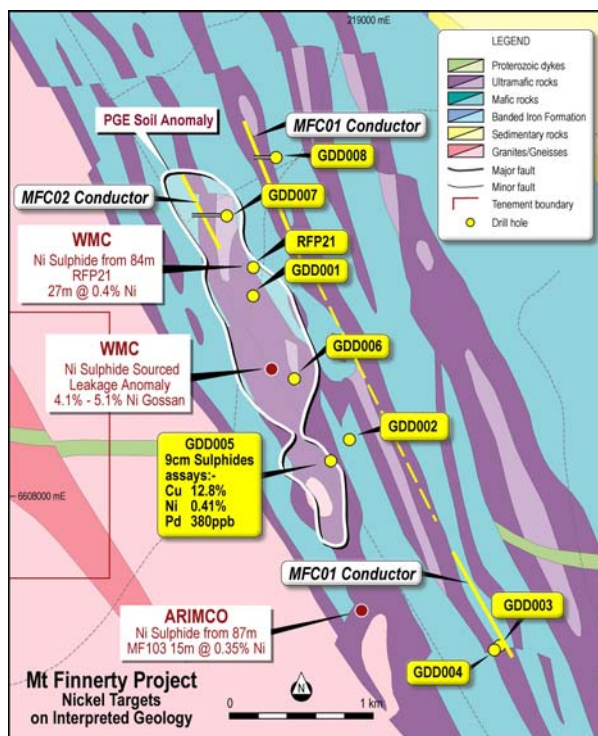 219000 mE
LEGEND
Proterozoic dykes
Ultramafic rocks
Mafic rocks
Banded Iron Formation
Sedimentary rocks
Granites/Gneisses
Major fault
Minor fault
Tenement boundary
Drill hole
PGE Soil Anomaly
MFC01 Conductor
GDD008
MFC02 Conductor
GDD007
WMC
Ni Sulphide from 84m
RFP21
27m @ 0.4% Ni
RFP21
GDD001
WMC
Ni Sulphide Sourced
Leakage Anomaly
4.1% - 5.1% Ni Gossan
GDD006
GDD002
GDD005
9cm Sulphides
assays:-
Cu 12.8%
Ni 0.41%
Pd 380ppb
6608000 mE
MFC01 Conductor
GDD003
ARIMCO
Ni Sulphide from 87m
MF103 15m @ 0.35% Ni
GDD004
Mt Finnerty Project
Nickel Targets
on Interpreted Geology
N
0 1 km